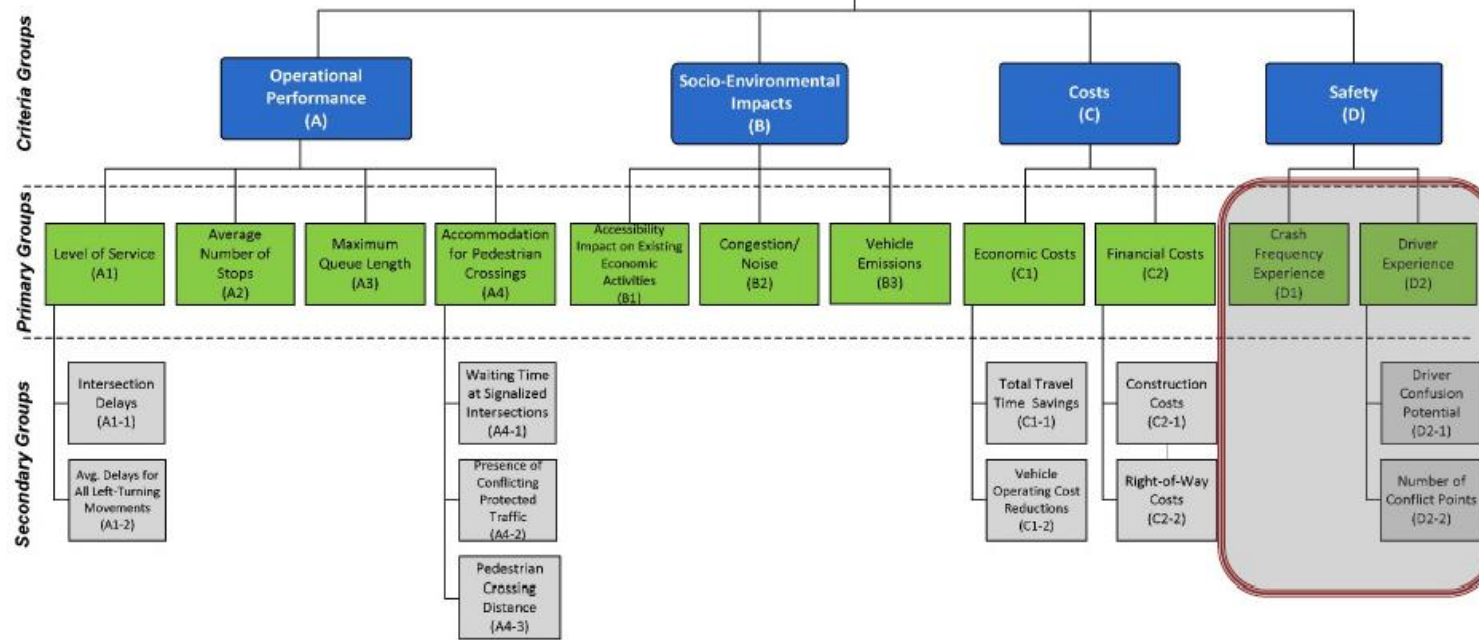 Criteria Groups
Operational
Performance
(A)
Socio-Environmental
Impacts
(B)
Costs
(C)
Safety
(D)
Primary Groups
Level of Service
(A1)
Average
Number of
Stops
(A2)
Maximum
Queue Length
(A3)
Accommodation
for Pedestrian
Crossings
(A4)
Accessibility
Impact on Existing
Economic
Activities
(B1)
Congestion/
Noise
(B2)
Vehicle
Emissions
(B3)
Economic Costs
(C1)
Financial Costs
(C2)
Crash
Frequency
Experience
(D1)
Driver
Experience
(D2)
Secondary Groups
Intersection
Delays
(A1-1)
Avg. Delays for
All Left-Turning
Movements
(A1-2)
Waiting Time
at Signalized
Intersections
(A4-1)
Presence of
Conflicting
Protected
Traffic
(A4-2)
Pedestrian
Crossing
Distance
(A4-3)
Total Travel
Time Savings
(C1-1)
Vehicle
Operating Cost
Reductions
(C1-2)
Construction
Costs
(C2-1)
Right-of-Way
Costs
(C2-2)
Driver
Confusion
Potential
(D2-1)
Number of
Conflict Points
(D2-2)